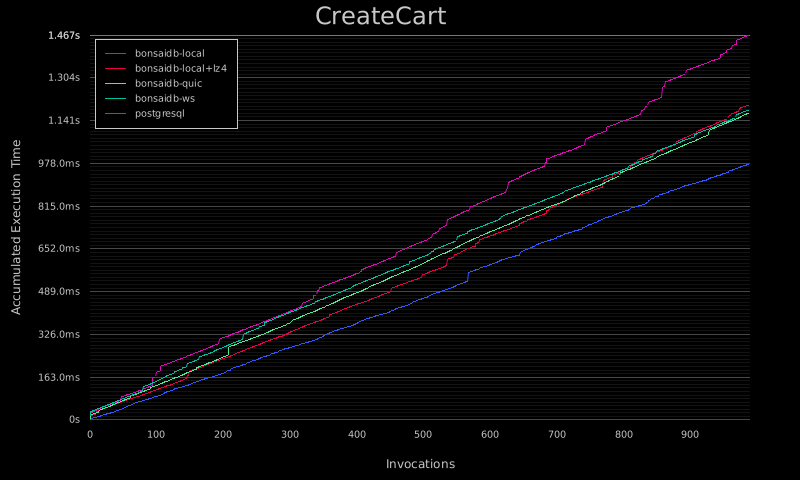 CreateCart
1.467s
bonsaidb-local
bonsaidb-local+lz4
bonsaidb-quic
bonsaidb-ws
postgresql
1.304s
1.141s
978.0ms
815.0ms
652.0ms
489.0ms
326.0ms
163.0ms
0s
Accumulated Execution Time
0 100 200 300 400 500 600 700 800 900
Invocations